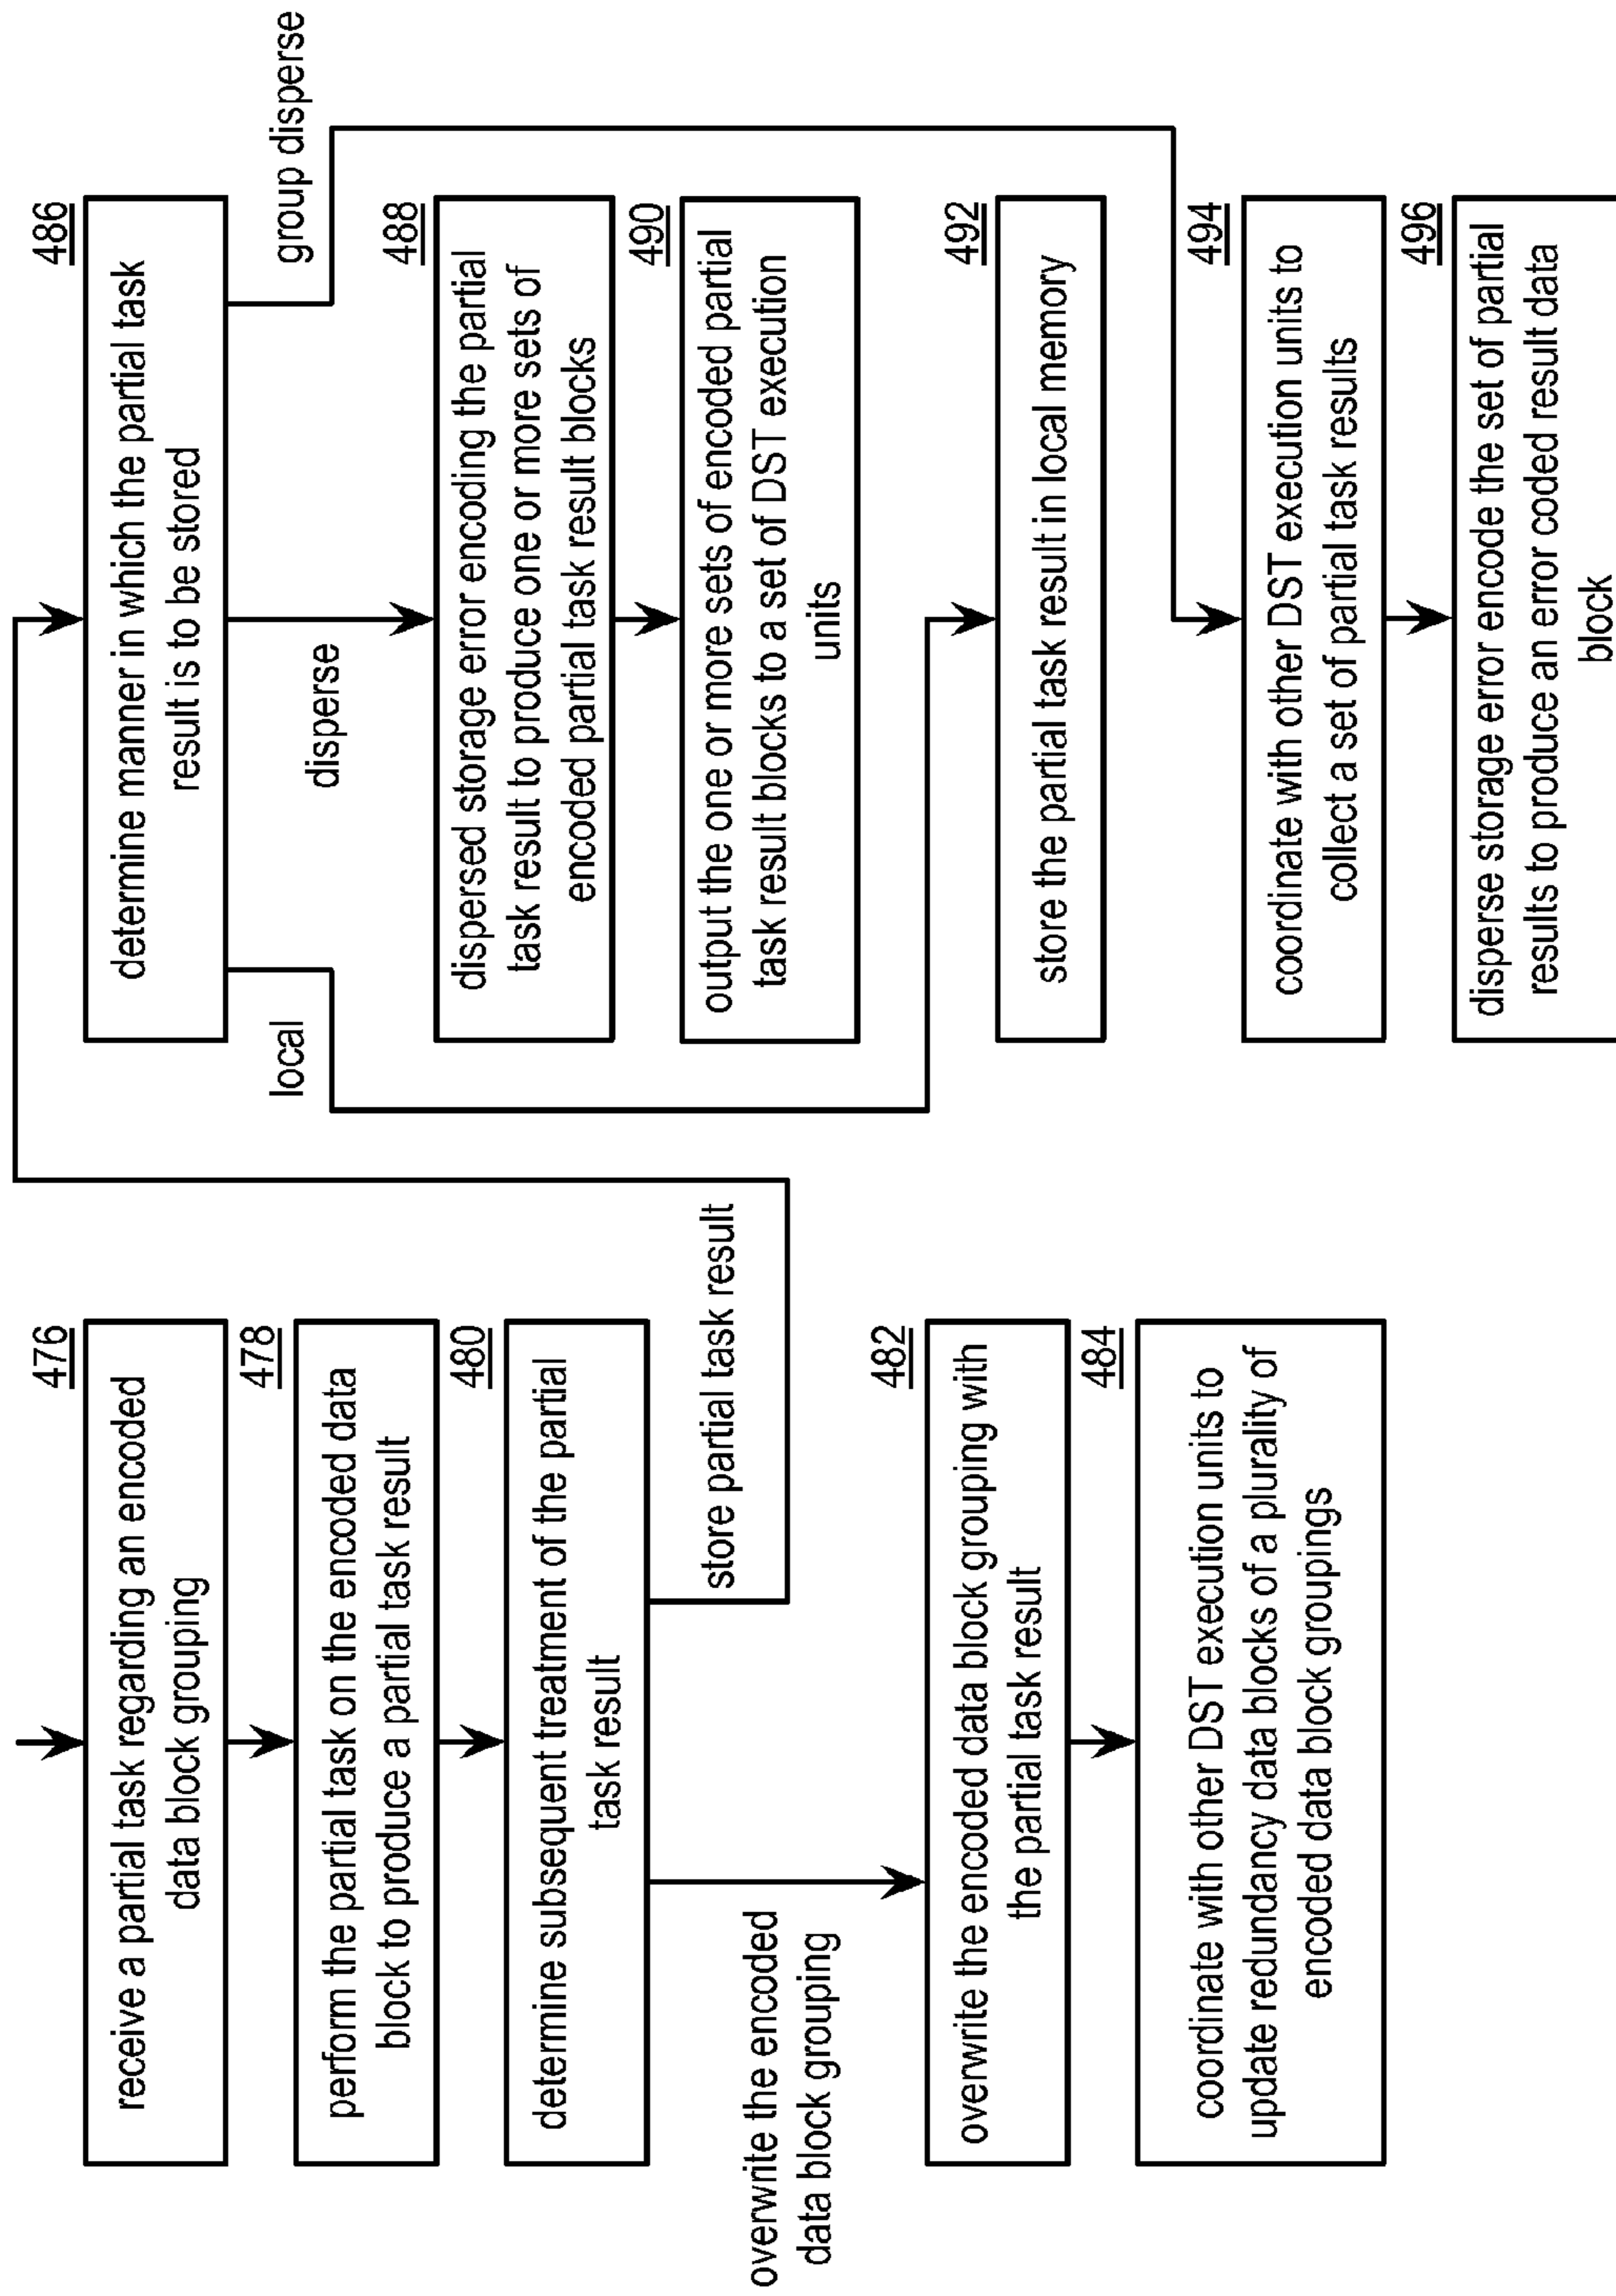 476
receive a partial task regarding an encoded
data block grouping
478
perform the partial task on the encoded data
block to produce a partial task result
480
determine subsequent treatment of the partial
task result
overwrite the encoded
data block grouping
store partial task result
482
overwrite the encoded data block grouping with
the partial task result
484
coordinate with other DST execution units to
update redundancy data blocks of a plurality of
encoded data block groupings
486
determine manner in which the partial task
result is to be stored
local
disperse
group disperse
488
dispersed storage error encoding the partial
task result to produce one or more sets of
encoded partial task result blocks
490
output the one or more sets of encoded partial
task result blocks to a set of DST execution
units
492
store the partial task result in local memory
494
coordinate with other DST execution units to
collect a set of partial task results
496
disperse storage error encode the set of partial
results to produce an error coded result data
block